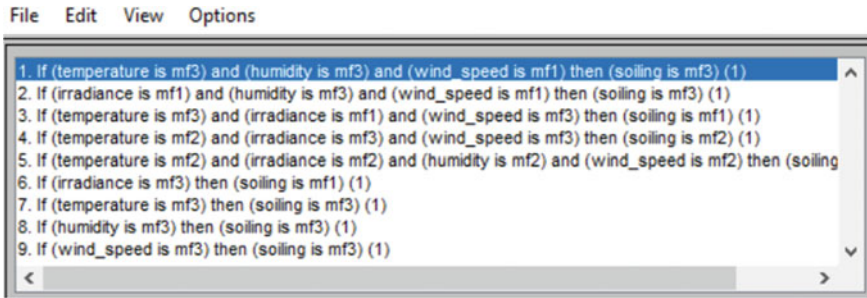 File Edit View Options
1. If (temperature is mf3) and (humidity is mf3) and (wind_speed is mf1) then (soiling is mf3) (1)
2. If (irradiance is mf1) and (humidity is mf3) and (wind_speed is mf1) then (soiling is mf3) (1)
3. If (temperature is mf3) and (irradiance is mf1) and (wind_speed is mf3) then (soiling is mf1) (1)
4. If (temperature is mf2) and (irradiance is mf3) and (wind_speed is mf3) then (soiling is mf2) (1)
5. If (temperature is mf2) and (irradiance is mf2) and (humidity is mf2) and (wind_speed is mf2) then (soiling
6. If (irradiance is mf3) then (soiling is mf1) (1)
7. If (temperature is mf3) then (soiling is mf3) (1)
8. If (humidity is mf3) then (soiling is mf3) (1)
9. If (wind_speed is mf3) then (soiling is mf3) (1)